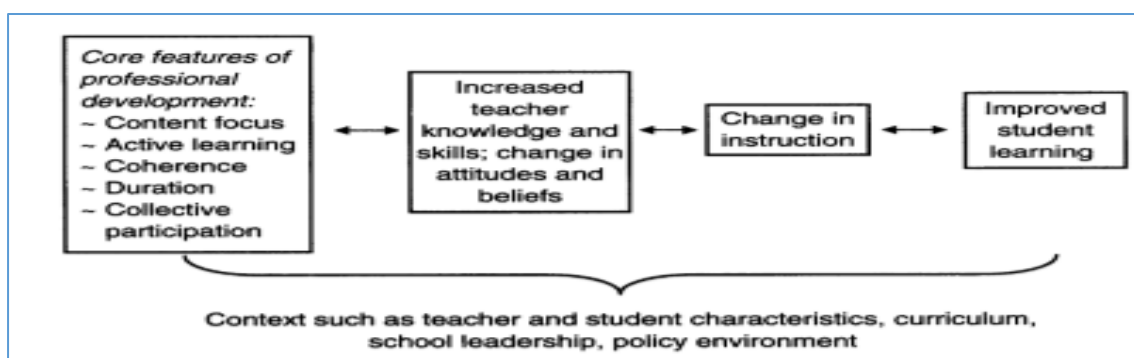 Core features of
professional
development:
~ Content focus
~ Active learning
~ Coherence
~ Duration
~ Collective
participation
Increased
teacher
knowledge and
skills; change in
attitudes and
beliefs
Change in
instruction
Improved
student
learning
Context such as teacher and student characteristics, curriculum,
school leadership, policy environment